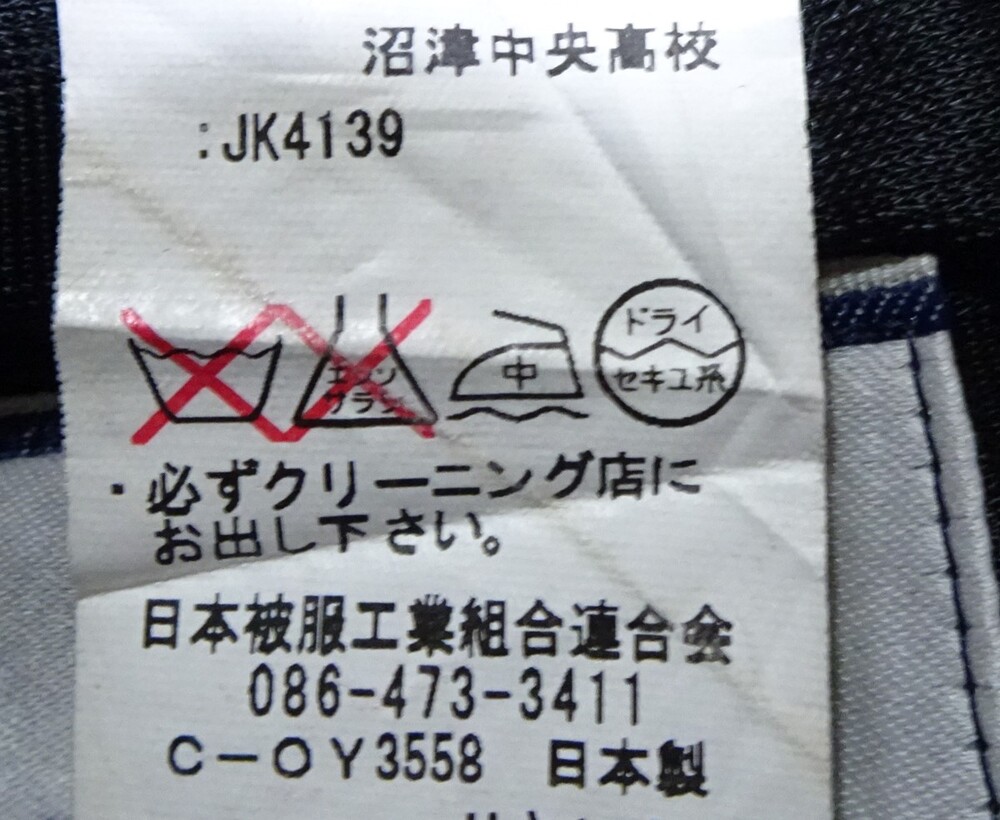 沼津中央高校
:JK4139
エンソ
サラシ
中
ドライ
セキユ系
・必ずクリーニング店に
お出し下さい。
日本被服工業組合連合会
086-473-3411
C-OY3558 日本製